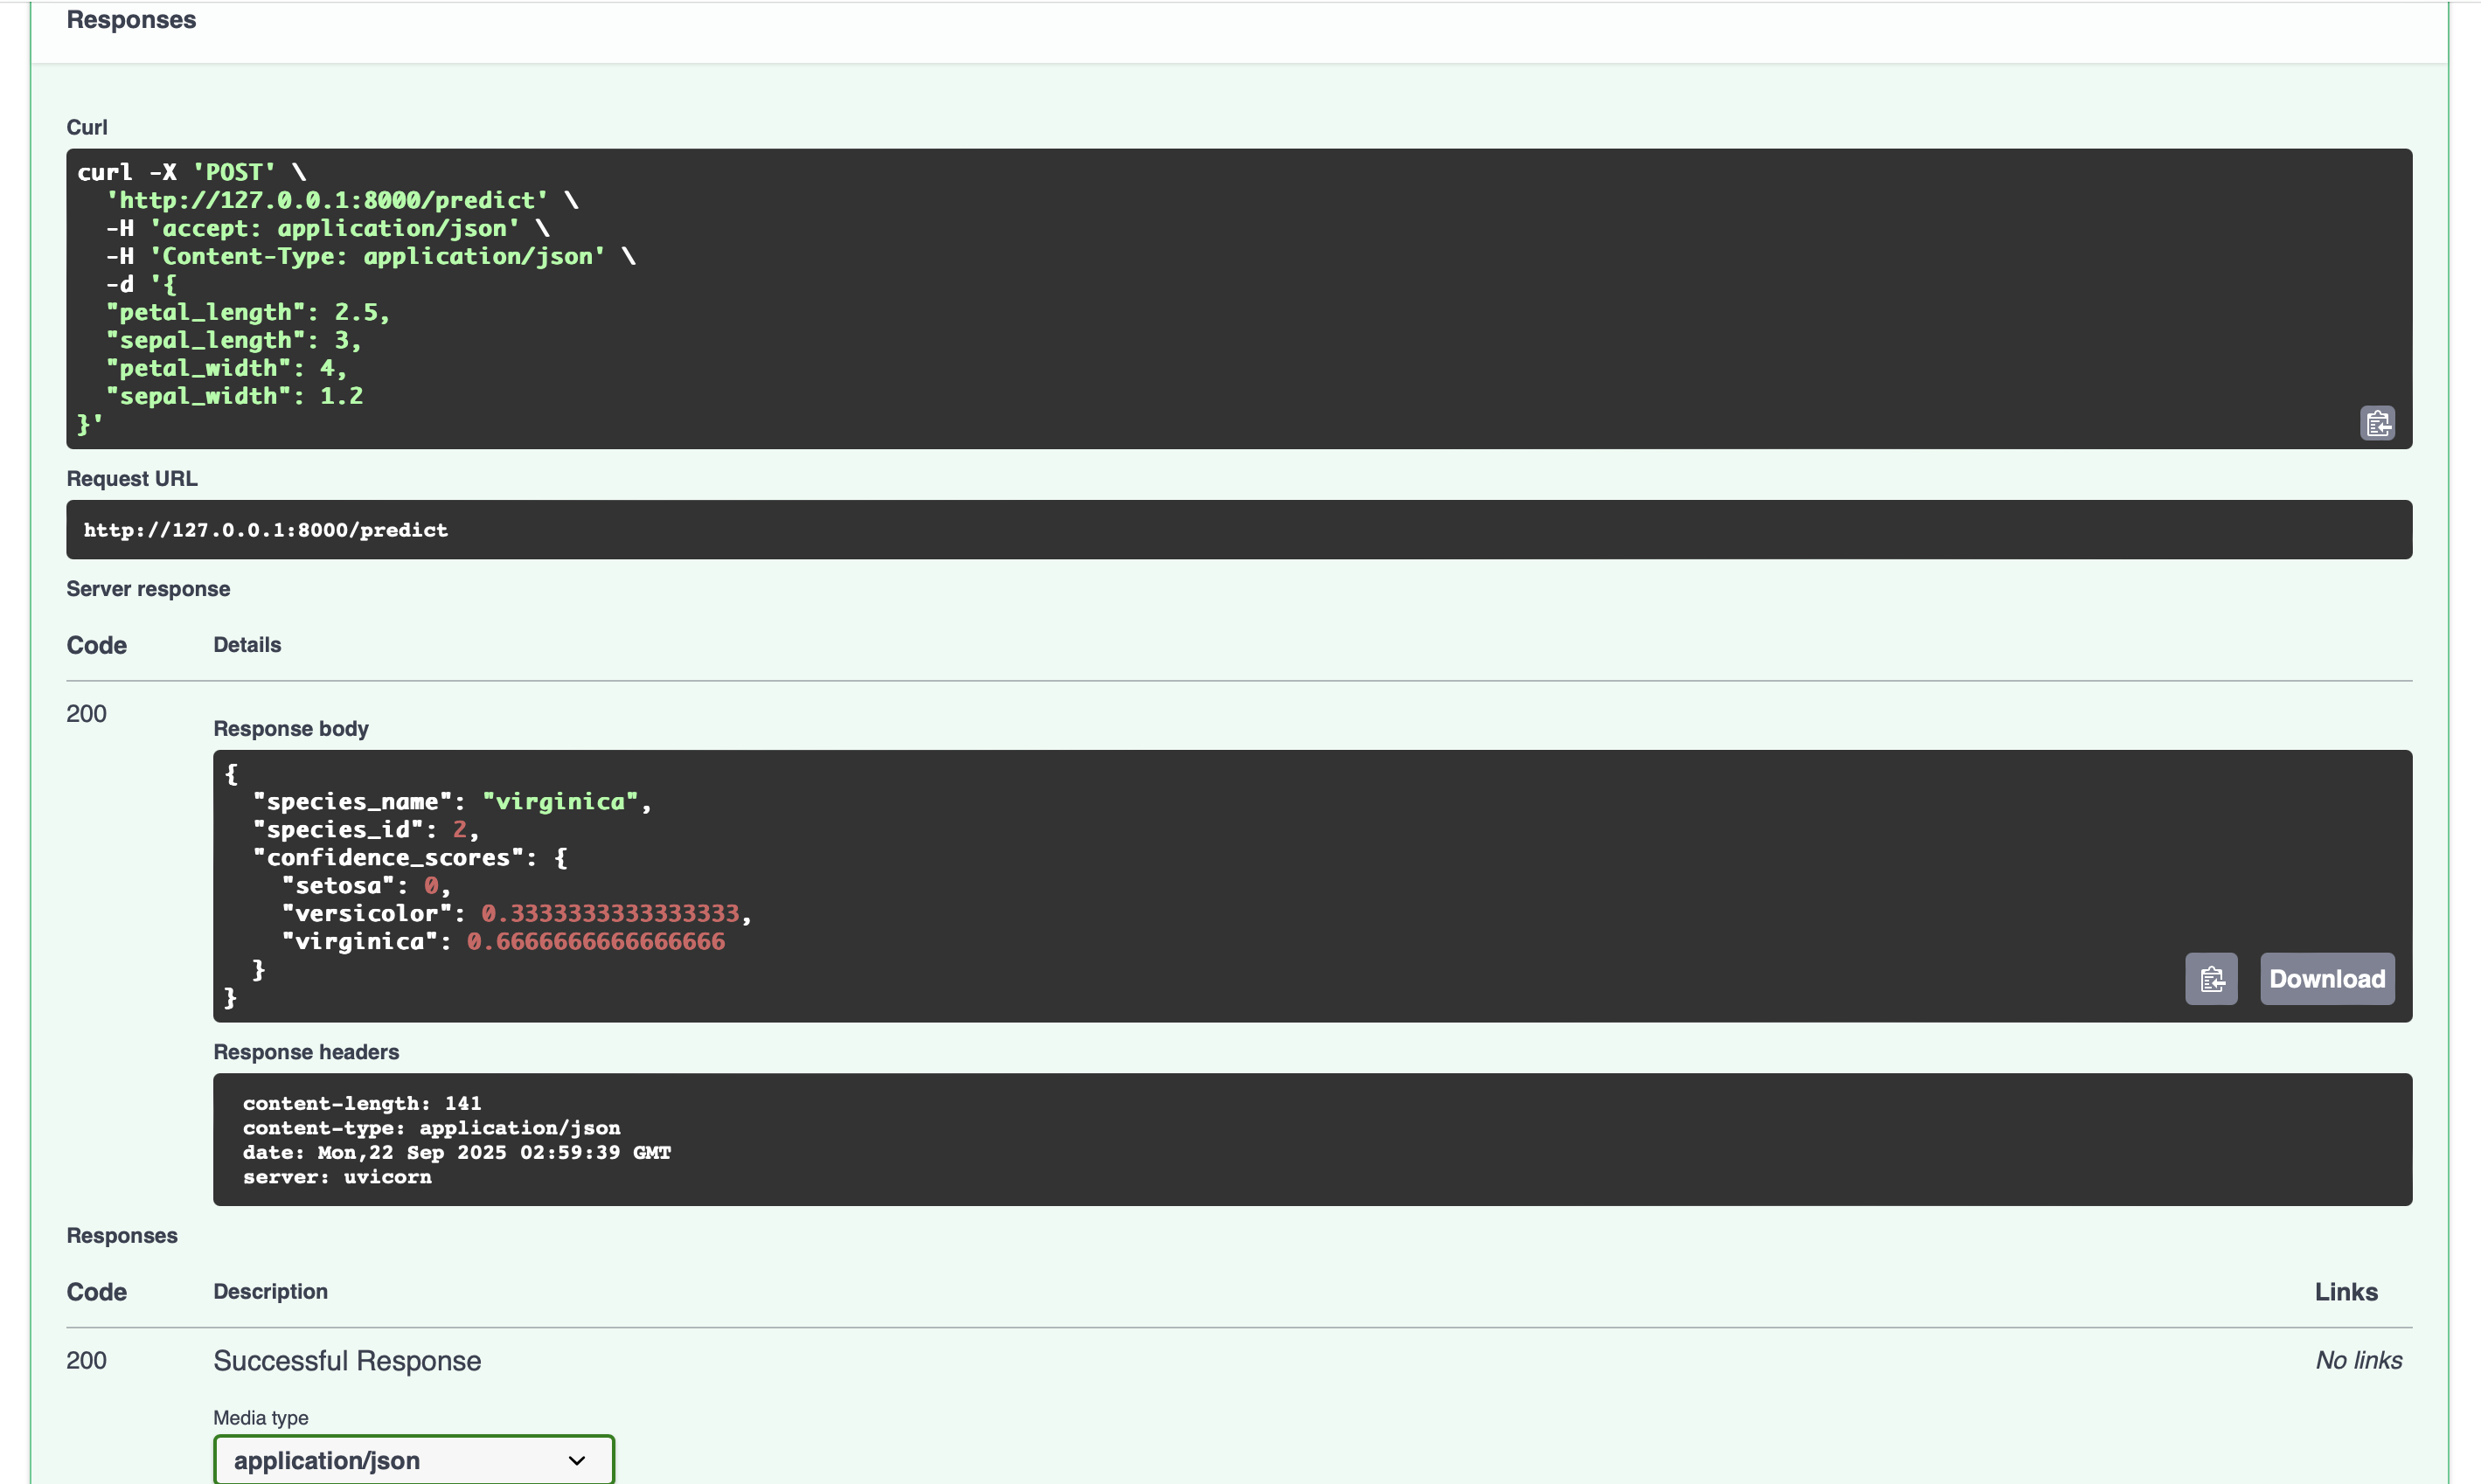 Responses
Curl
curl -X 'POST' \
  'http://127.0.0.1:8000/predict' \
  -H 'accept: application/json' \
  -H 'Content-Type: application/json' \
  -d '{
  "petal_length": 2.5,
  "sepal_length": 3,
  "petal_width": 4,
  "sepal_width": 1.2
}'
Request URL
http://127.0.0.1:8000/predict
Server response
Code Details
200
Response body
{
  "species_name": "virginica",
  "species_id": 2,
  "confidence_scores": {
    "setosa": 0,
    "versicolor": 0.3333333333333333,
    "virginica": 0.6666666666666666
  }
}
Download
Response headers
content-length: 141
content-type: application/json
date: Mon,22 Sep 2025 02:59:39 GMT
server: uvicorn
Responses
Code Description Links
200 Successful Response No links
Media type
application/json